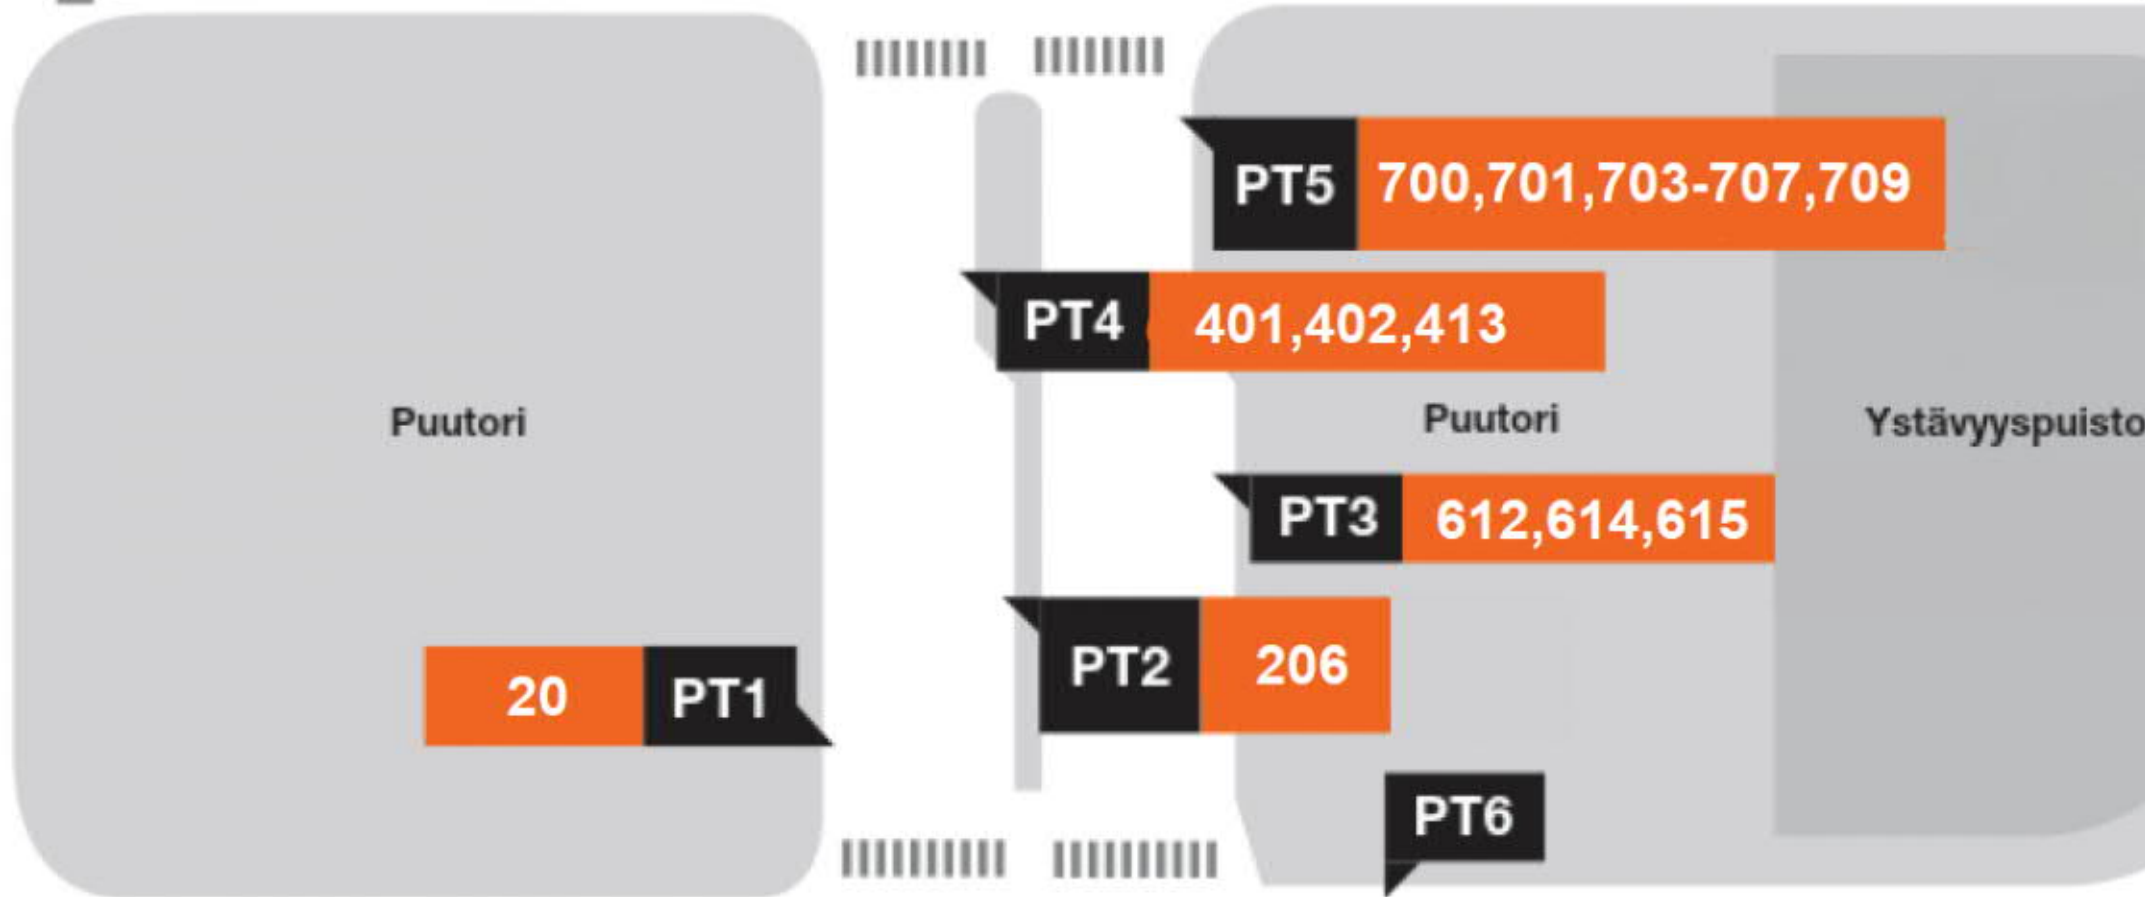 PT5 700,701,703-707,709
PT4 401,402,413
Puutori
Puutori
Ystävyyspuisto
PT3 612,614,615
PT2 206
20 PT1
PT6